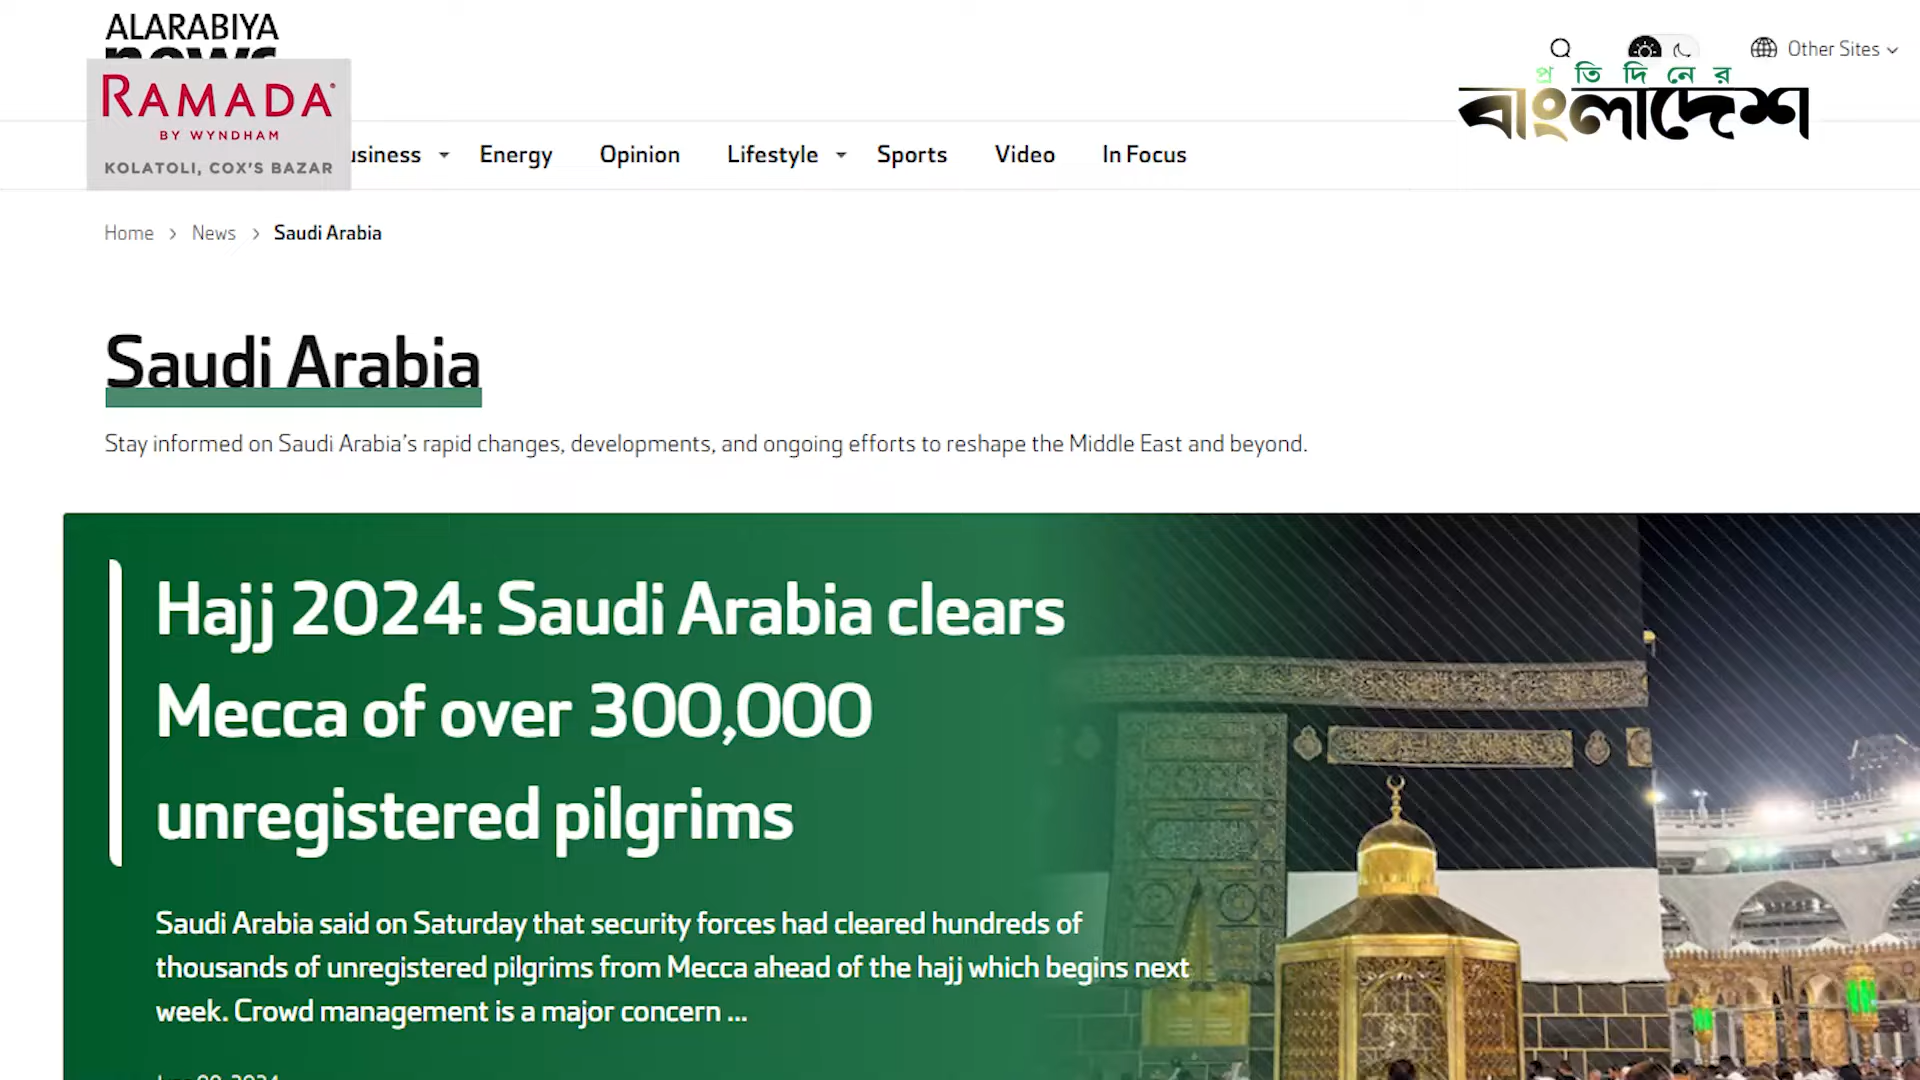 ALARABIYA
news
RAMADA
BY WYNDHAM
KOLATOLI, COX'S BAZAR
Other Sites
প্রতিদিনের
বাংলাদেশ
usiness
Energy
Opinion
Lifestyle
Sports
Video
In Focus
Home > News > Saudi Arabia
Saudi Arabia
Stay informed on Saudi Arabia’s rapid changes, developments, and ongoing efforts to reshape the Middle East and beyond.
Hajj 2024: Saudi Arabia clears
Mecca of over 300,000
unregistered pilgrims
Saudi Arabia said on Saturday that security forces had cleared hundreds of
thousands of unregistered pilgrims from Mecca ahead of the hajj which begins next
week. Crowd management is a major concern ...